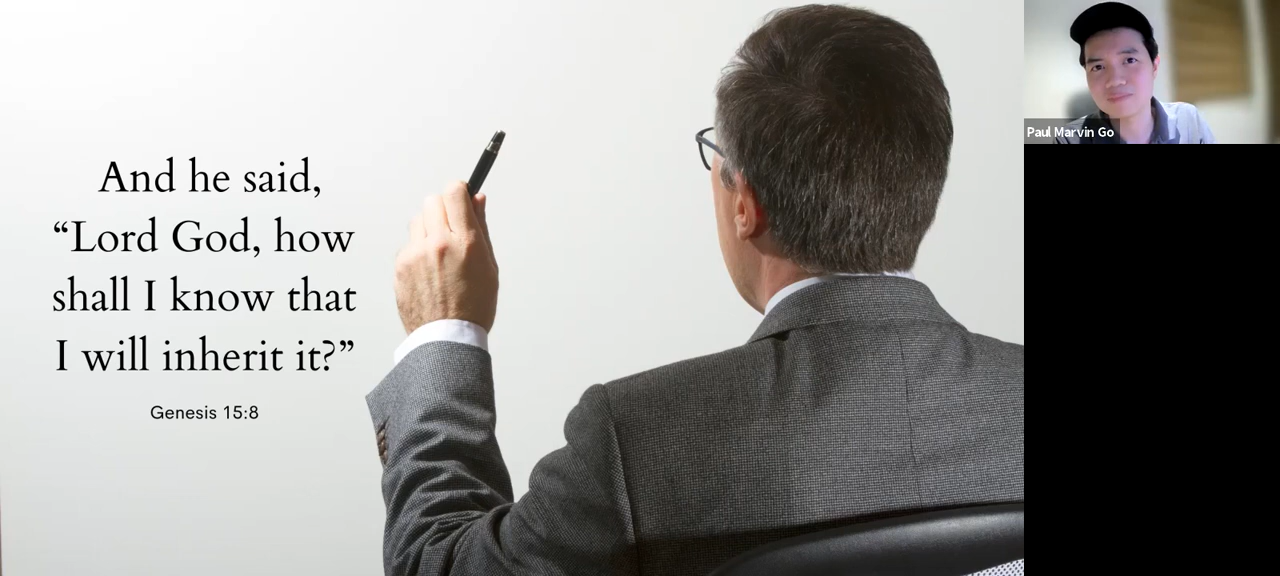 And he said,
“Lord God, how
shall I know that
I will inherit it?”
Genesis 15:8
Paul Marvin Go